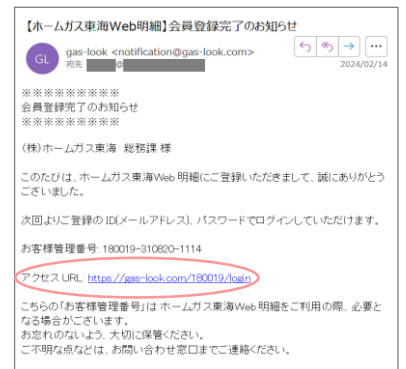 【ホームガス東海Web明細】会員登録完了のお知らせ
GL
gas-look <notification@gas-look.com>
宛先 @
2024/02/14
※※※※※※※※※
会員登録完了のお知らせ
※※※※※※※※※
(株)ホームガス東海 総務課 様
このたびは、ホームガス東海Web 明細にご登録いただきまして、誠にありがとう
ございました。
次回よりご登録の ID(メールアドレス)、パスワードでログインしていただけます。
お客様管理番号: 180019-310820-1114
アクセス URL: https://gas-look.com/180019/login
こちらの「お客様管理番号」は ホームガス東海Web 明細をご利用の際、必要と
なる場合がございます。
お忘れのないよう、大切に保管ください。
ご不明な点などは、お問い合わせ窓口までご連絡ください。